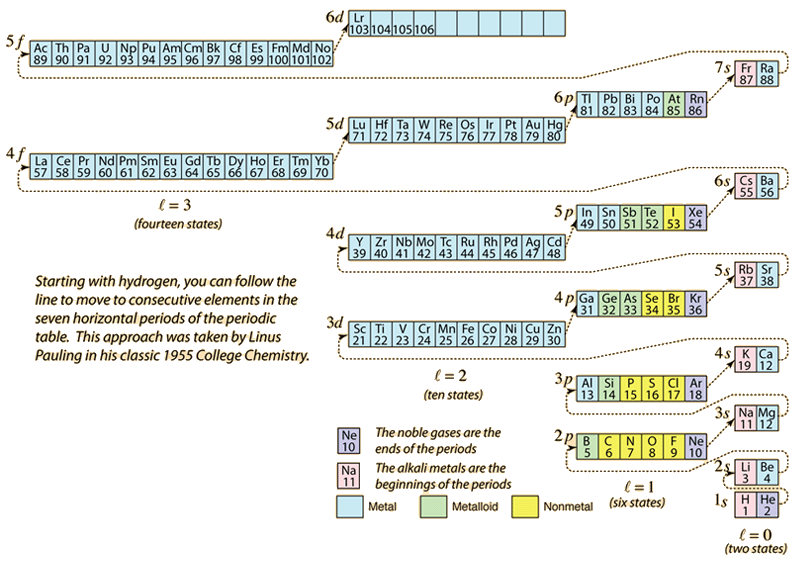 6d
Lr
103 104 105 106
5f
Ac Th Pa U Np Pu Am Cm Bk Cf Es Fm Md No
89 90 91 92 93 94 95 96 97 98 99 100 101 102
7s
Fr Ra
87 88
6p
Tl Pb Bi Po At Rn
81 82 83 84 85 86
5d
Lu Hf Ta W Re Os Ir Pt Au Hg
71 72 73 74 75 76 77 78 79 80
4f
La Ce Pr Nd Pm Sm Eu Gd Tb Dy Ho Er Tm Yb
57 58 59 60 61 62 63 64 65 66 67 68 69 70
ℓ = 3
(fourteen states)
6s
Cs Ba
55 56
5p
In Sn Sb Te I Xe
49 50 51 52 53 54
4d
Y Zr Nb Mo Tc Ru Rh Pd Ag Cd
39 40 41 42 43 44 45 46 47 48
5s
Rb Sr
37 38
Starting with hydrogen, you can follow the
line to move to consecutive elements in the
seven horizontal periods of the periodic
table. This approach was taken by Linus
Pauling in his classic 1955 College Chemistry.
4p
Ga Ge As Se Br Kr
31 32 33 34 35 36
3d
Sc Ti V Cr Mn Fe Co Ni Cu Zn
21 22 23 24 25 26 27 28 29 30
ℓ = 2
(ten states)
4s
K Ca
19 12
3p
Al Si P S Cl Ar
13 14 15 16 17 18
3s
Na Mg
11 12
2p
B C N O F Ne
5 6 7 8 9 10
Ne
10
The noble gases are the
ends of the periods
Na
11
The alkali metals are the
beginnings of the periods
Metal Metalloid Nonmetal
ℓ = 1
(six states)
2s
Li Be
3 4
1s
H He
1 2
ℓ = 0
(two states)